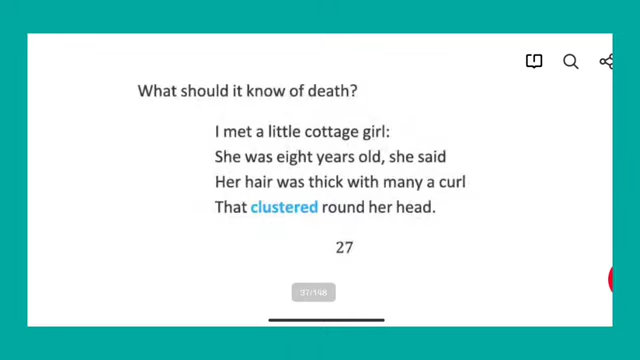 What should it know of death?
I met a little cottage girl:
She was eight years old, she said
Her hair was thick with many a curl
That clustered round her head.
27
37/148